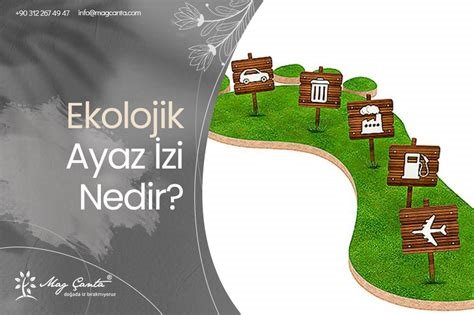 +90 312 267 49 47 info@magcanta.com
Ekolojik
Ayaz İzi
Nedir?
Mag Çanta®
doğada iz bırakmıyoruz